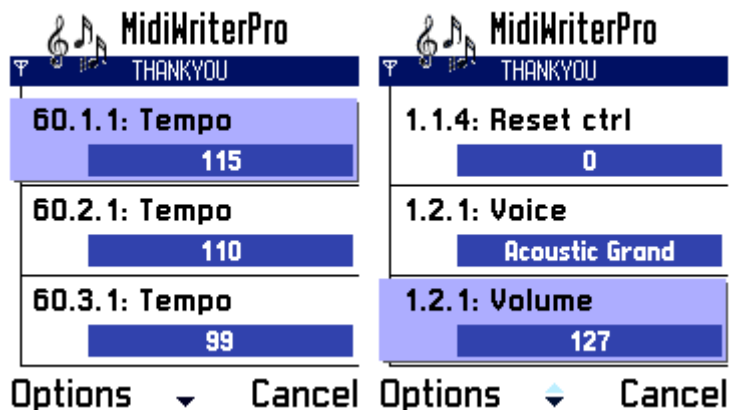 MidiWriterPro
THANKYOU
60.1.1: Tempo
115
60.2.1: Tempo
110
60.3.1: Tempo
99
Options Cancel
MidiWriterPro
THANKYOU
1.1.4: Reset ctrl
0
1.2.1: Voice
Acoustic Grand
1.2.1: Volume
127
Options Cancel